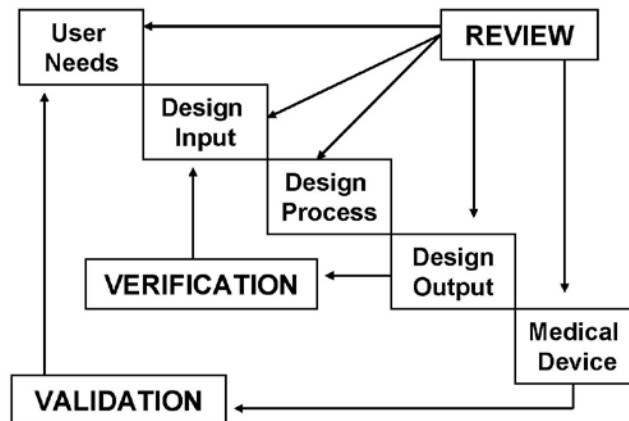 User
Needs
REVIEW
Design
Input
Design
Process
VERIFICATION
Design
Output
Medical
Device
VALIDATION